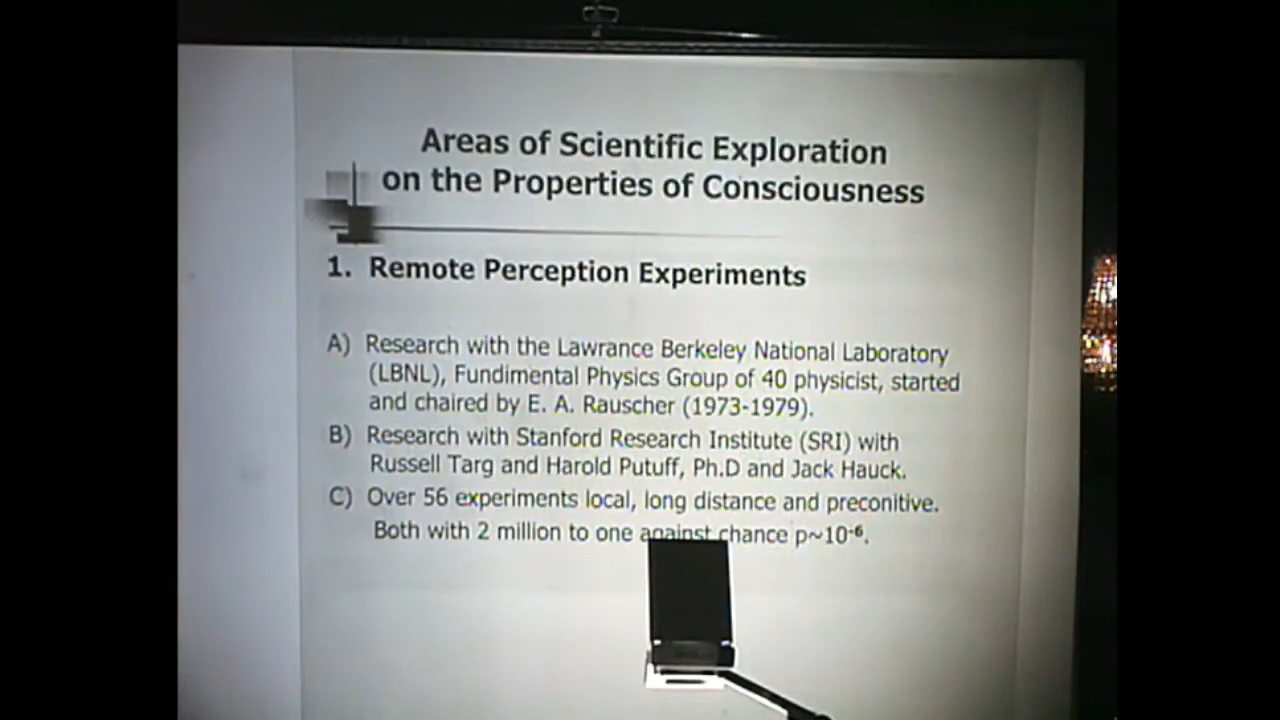 Areas of Scientific Exploration
on the Properties of Consciousness
1. Remote Perception Experiments
A) Research with the Lawrance Berkeley National Laboratory
(LBNL), Fundimental Physics Group of 40 physicist, started
and chaired by E. A. Rauscher (1973-1979).
B) Research with Stanford Research Institute (SRI) with
Russell Targ and Harold Putuff, Ph.D and Jack Hauck.
C) Over 56 experiments local, long distance and preconitive.
Both with 2 million to one against chance p~10⁻⁶.